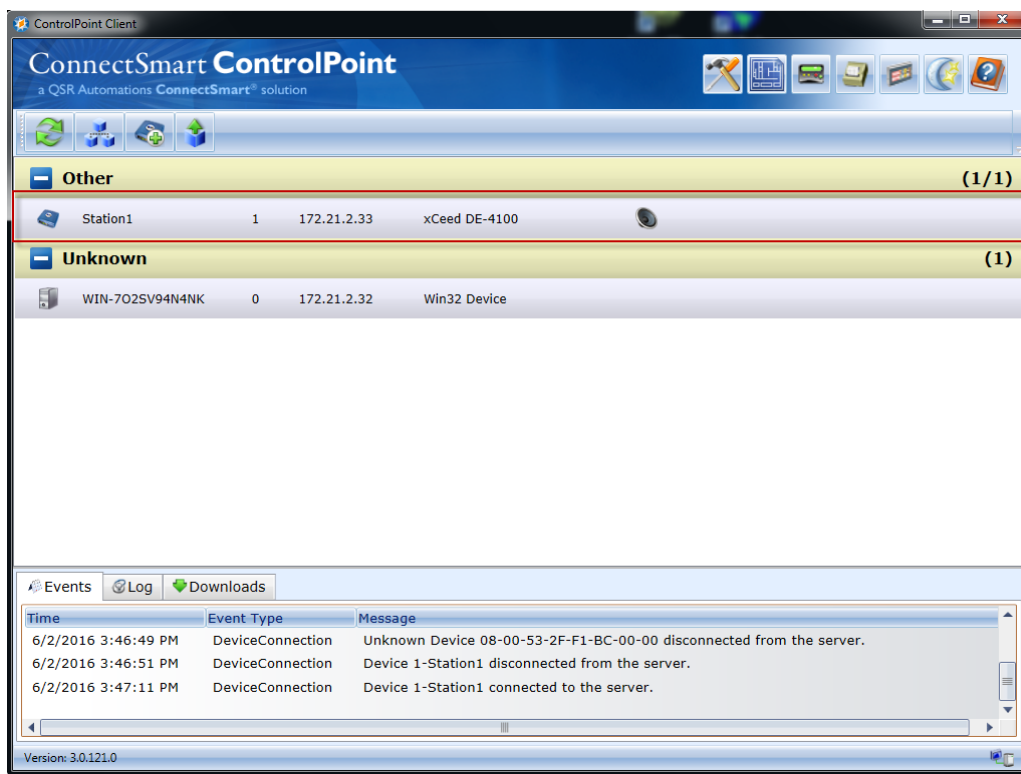 ControlPoint Client
ConnectSmart ControlPoint
a QSR Automations ConnectSmart® solution
Other (1/1)
Station1 1 172.21.2.33 xCeed DE-4100
Unknown (1)
WIN-7O2SV94N4NK 0 172.21.2.32 Win32 Device
Events Log Downloads
Time Event Type Message
6/2/2016 3:46:49 PM DeviceConnection Unknown Device 08-00-53-2F-F1-BC-00-00 disconnected from the server.
6/2/2016 3:46:51 PM DeviceConnection Device 1-Station1 disconnected from the server.
6/2/2016 3:47:11 PM DeviceConnection Device 1-Station1 connected to the server.
Version: 3.0.121.0